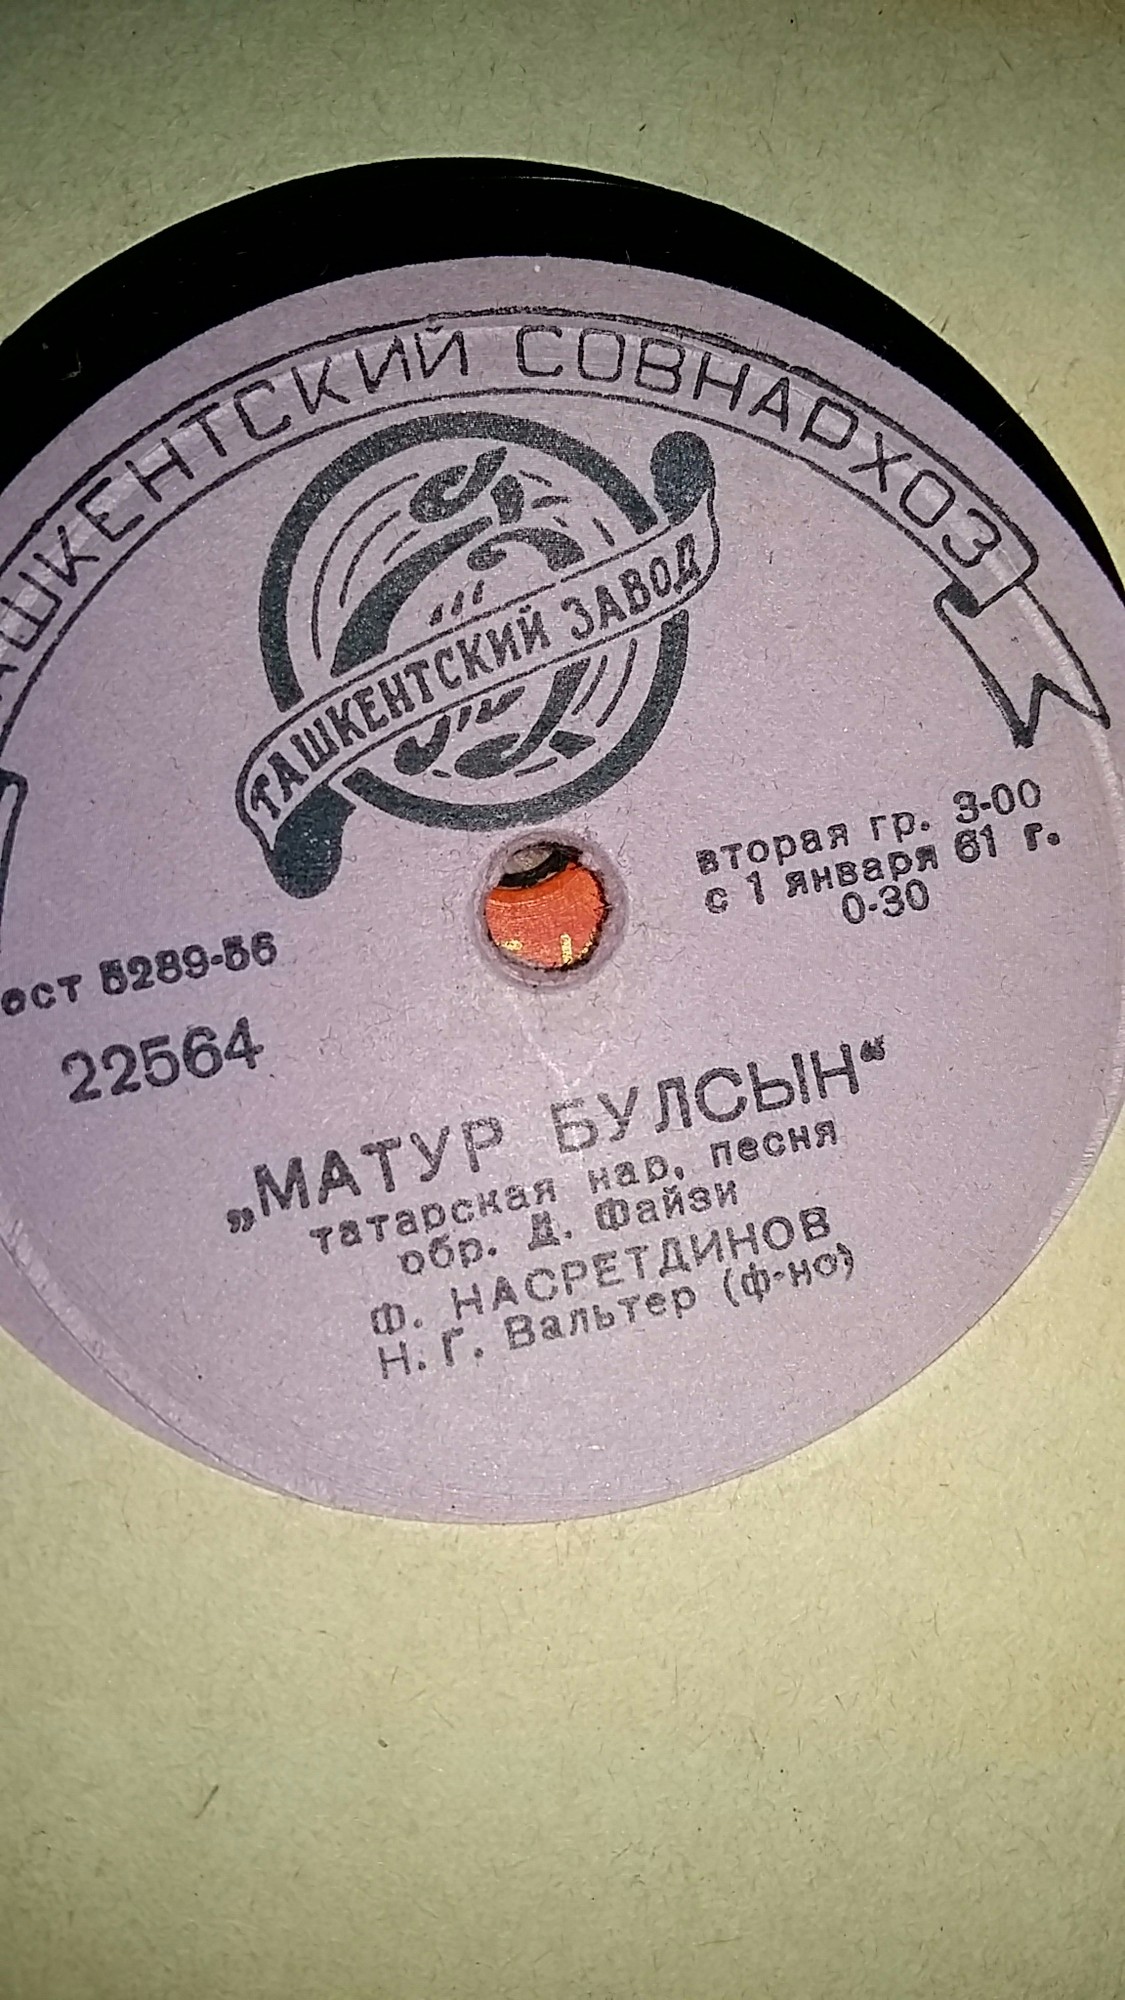 АШКЕНТСКИЙ СОВНАРХОЗ
ТАШКЕНТСКИЙ ЗАВОД
вторая гр. 3-00
с 1 января 61 г.
0-30
ост 5289-56
22564
„МАТУР БУЛСЫН“
татарская нар. песня
обр. Д. Файзи
Ф. НАСРЕТДИНОВ
Н. Г. Вальтер (ф-но)